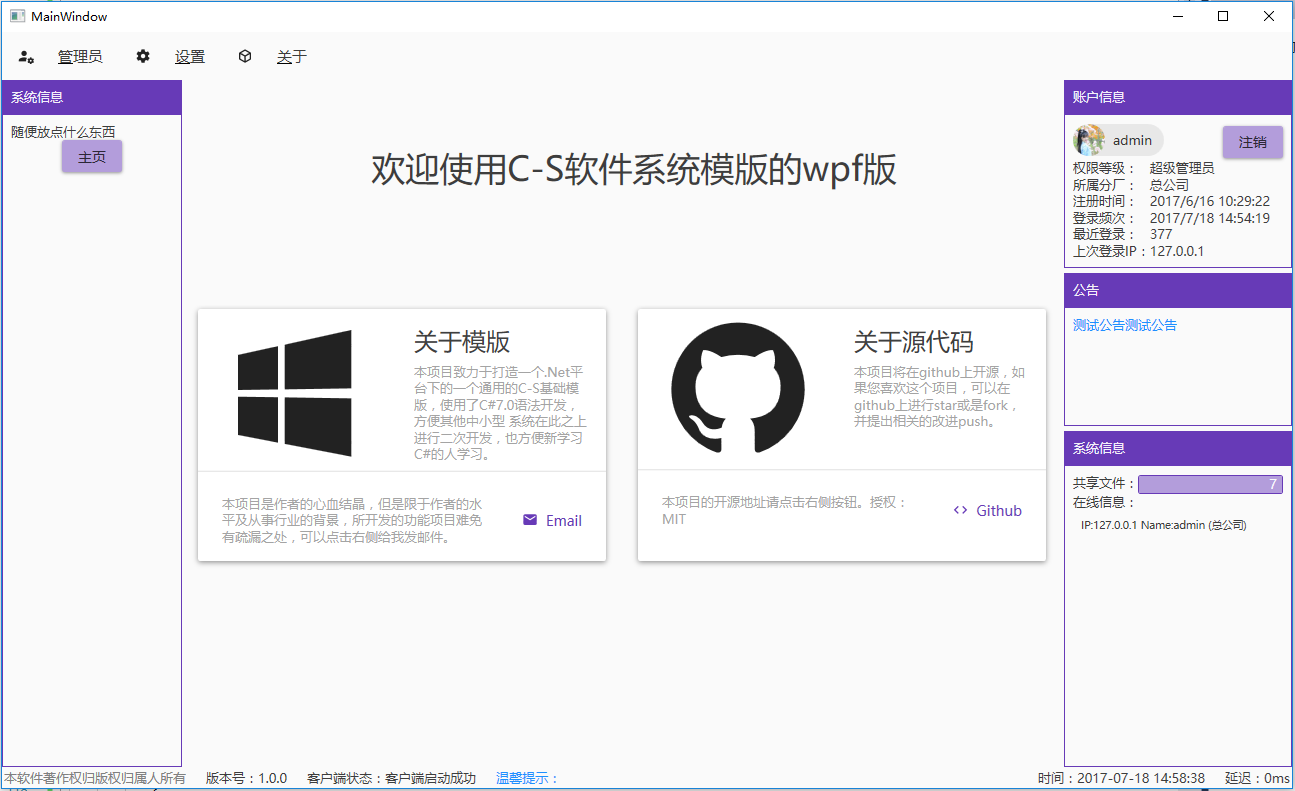 MainWindow
管理员 设置 关于
系统信息
随便放点什么东西
主页
欢迎使用C-S软件系统模版的wpf版
关于模版
本项目致力于打造一个.Net平
台下的一个通用的C-S基础模
版，使用了C#7.0语法开发，
方便其他中小型 系统在此之上
进行二次开发，也方便新学习
C#的人学习。
本项目是作者的心血结晶，但是限于作者的水
平及从事行业的背景，所开发的功能项目难免
有疏漏之处，可以点击右侧给我发邮件。
Email
关于源代码
本项目将在github上开源，如
果您喜欢这个项目，可以在
github上进行star或是fork，
并提出相关的改进push。
本项目的开源地址请点击右侧按钮。授权：
MIT
Github
账户信息
admin
注销
权限等级： 超级管理员
所属分厂： 总公司
注册时间： 2017/6/16 10:29:22
登录频次： 2017/7/18 14:54:19
最近登录： 377
上次登录IP：127.0.0.1
公告
测试公告测试公告
系统信息
共享文件： 7
在线信息：
IP:127.0.0.1 Name:admin (总公司)
本软件著作权归版权归属人所有 版本号：1.0.0 客户端状态：客户端启动成功 温馨提示： 时间：2017-07-18 14:58:38 延迟：0ms